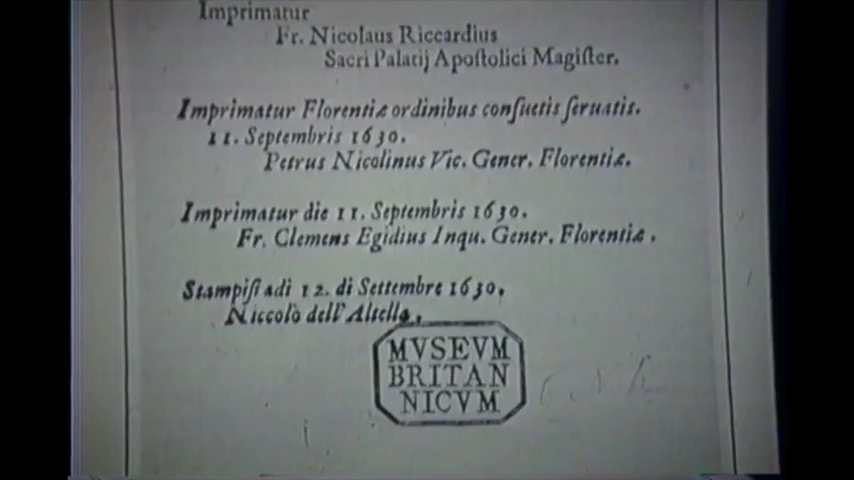 Imprimatur
Fr. Nicolaus Riccardius
Sacri Palatij Apoſtolici Magiſter.
Imprimatur Florentiæ ordinibus conſuetis ſeruatis.
11. Septembris 1630.
Petrus Nicolinus Vic. Gener. Florentiæ.
Imprimatur die 11. Septembris 1630.
Fr. Clemens Egidius Inqu. Gener. Florentiæ.
Stampiſi adi 12. di Settembre 1630.
Niccolò dell' Altella.
MVSEVM
BRITAN
NICVM